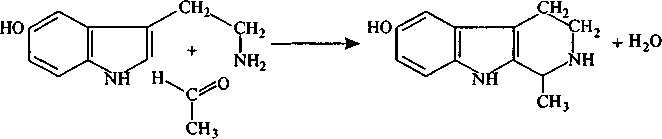 CH₂ CH₂
HO CH₂ HO CH₂
+ NH₂ NH + H₂O
NH H O NH
C CH₃
CH₃